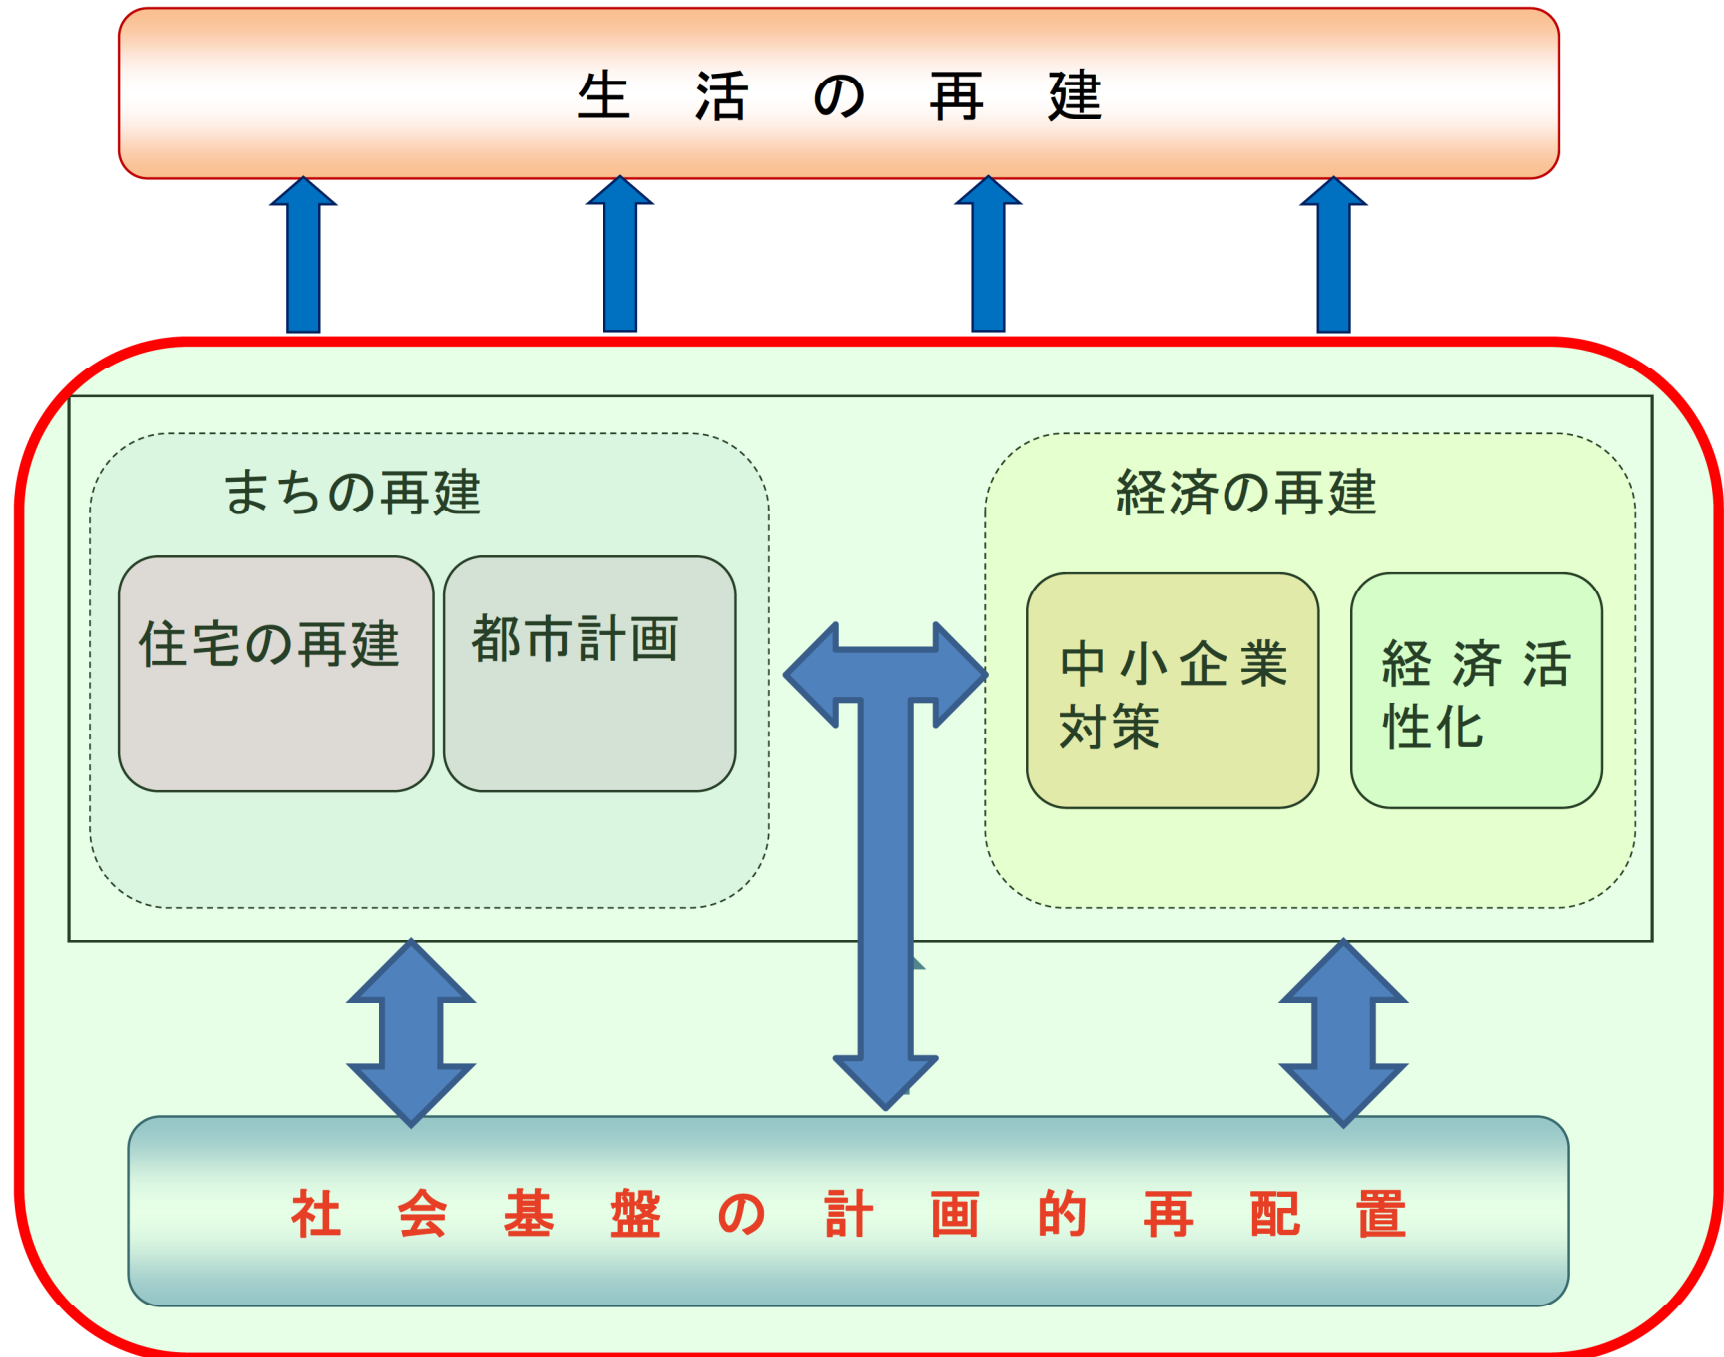 生活の再建
まちの再建
住宅の再建
都市計画
経済の再建
中小企業
対策
経済活
性化
社会基盤の計画的再配置